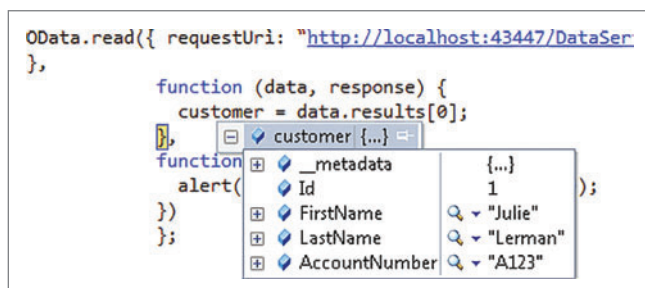 OData.read({ requestUri: "http://localhost:43447/DataSer
},
function (data, response) {
customer = data.results[0];
}, customer {...}
function __metadata {...}
alert( Id 1 );
}) FirstName "Julie"
}; LastName "Lerman"
AccountNumber "A123"